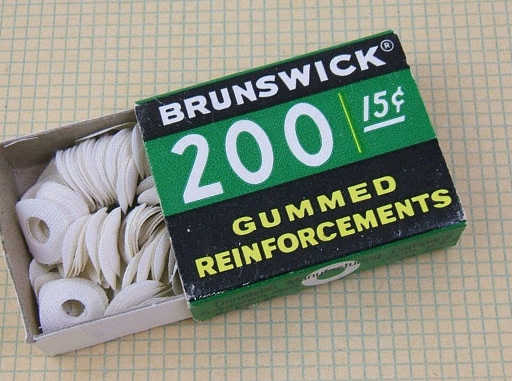 BRUNSWICK®
200 15¢
GUMMED
REINFORCEMENTS